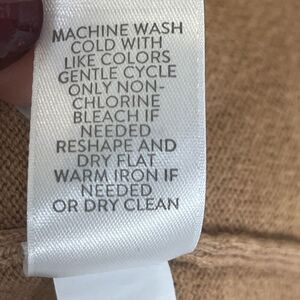 MACHINE WASH
COLD WITH
LIKE COLORS
GENTLE CYCLE
ONLY NON-
CHLORINE
BLEACH IF
NEEDED
RESHAPE AND
DRY FLAT
WARM IRON IF
NEEDED
OR DRY CLEAN